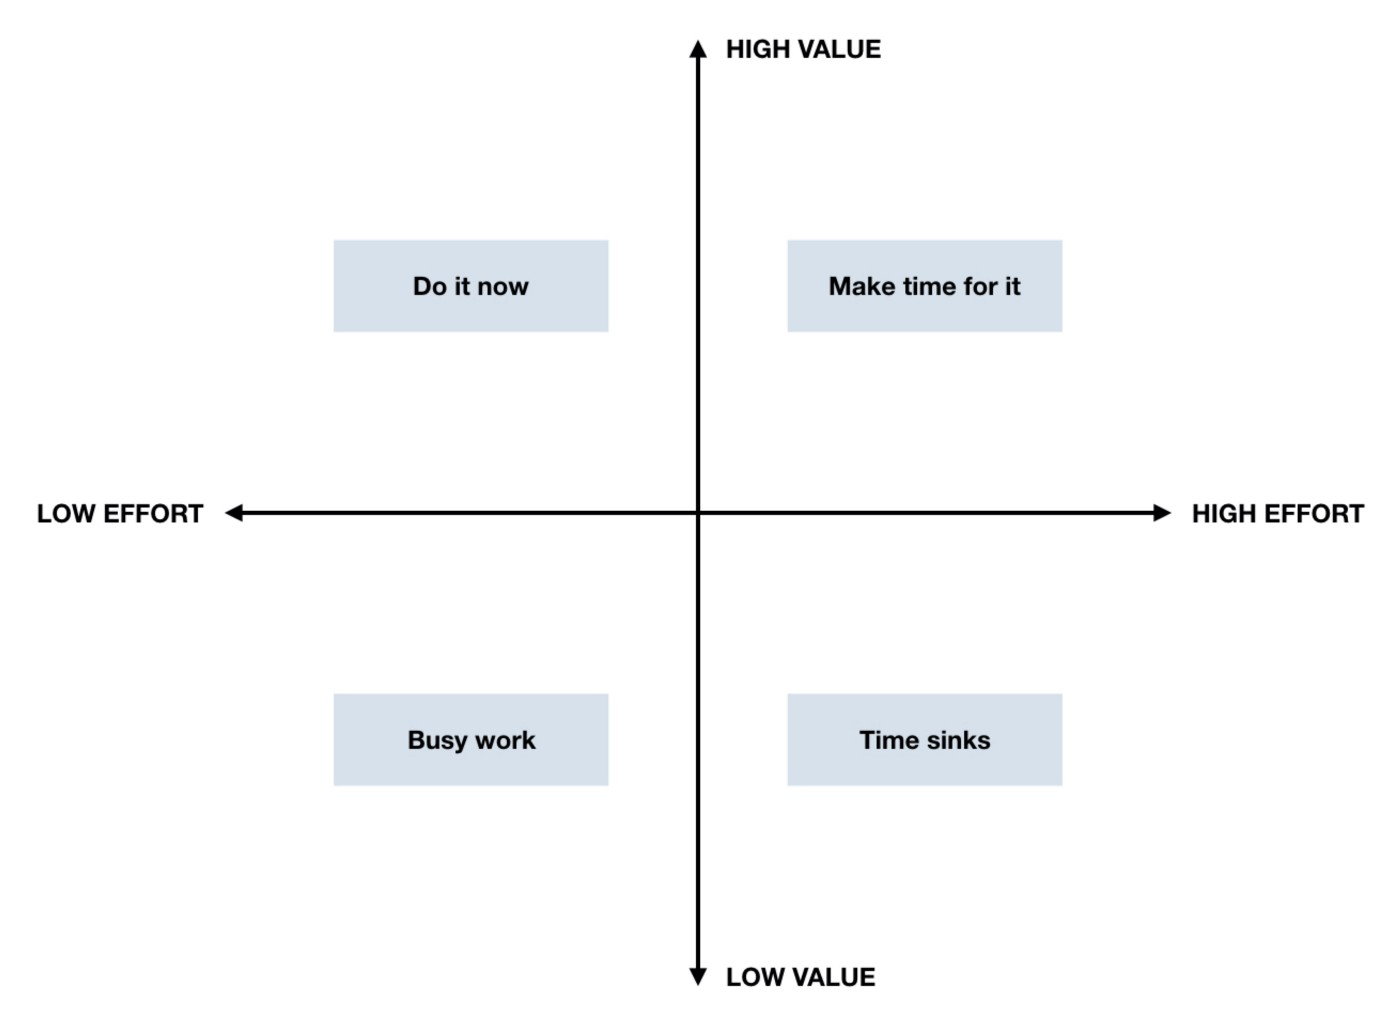 HIGH VALUE
Do it now
Make time for it
LOW EFFORT
HIGH EFFORT
Busy work
Time sinks
LOW VALUE